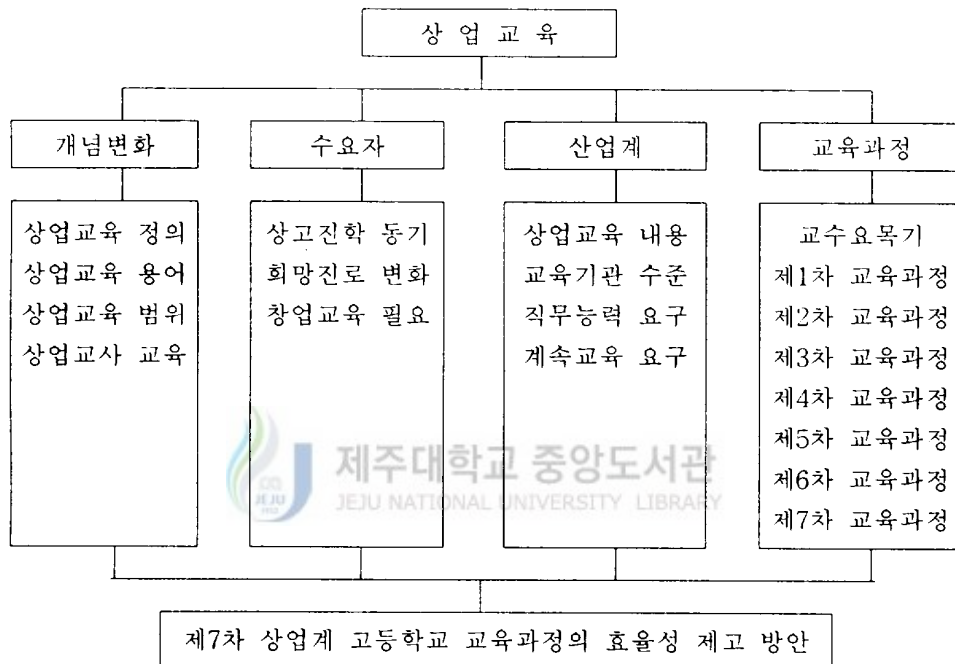 상 업 교 육
개념변화
수요자
산업계
교육과정
상업교육 정의
상업교육 용어
상업교육 범위
상업교사 교육
상고진학 동기
희망진로 변화
창업교육 필요
상업교육 내용
교육기관 수준
직무능력 요구
계속교육 요구
교수요목기
제1차 교육과정
제2차 교육과정
제3차 교육과정
제4차 교육과정
제5차 교육과정
제6차 교육과정
제7차 교육과정
제주대학교 중앙도서관
JEJU NATIONAL UNIVERSITY LIBRARY
JEJU
제7차 상업계 고등학교 교육과정의 효율성 제고 방안